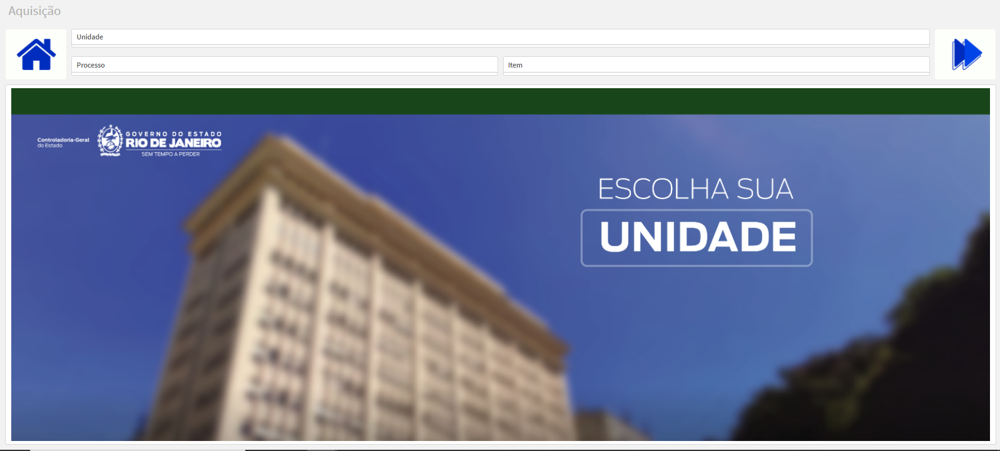 Aquisição
Unidade
Processo
Item
Controladoria-Geral
do Estado
GOVERNO DO ESTADO
RIO DE JANEIRO
SEM TEMPO A PERDER
ESCOLHA SUA
UNIDADE